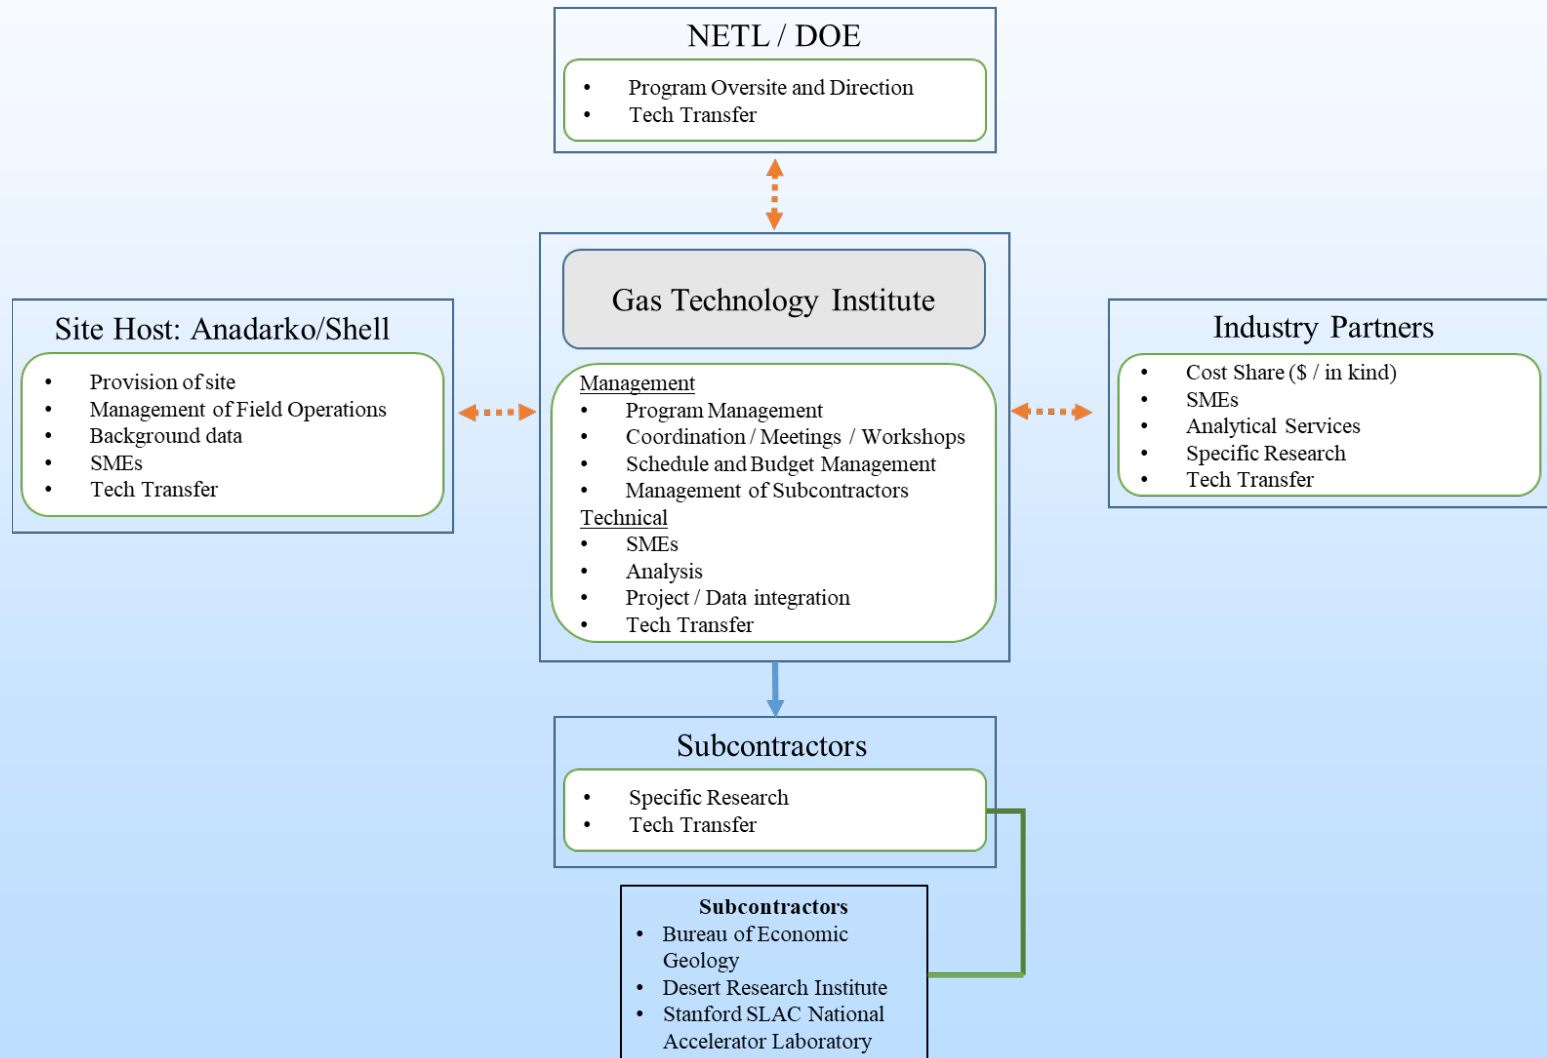 NETL / DOE
• Program Oversite and Direction
• Tech Transfer
Gas Technology Institute
Management
• Program Management
• Coordination / Meetings / Workshops
• Schedule and Budget Management
• Management of Subcontractors
Technical
• SMEs
• Analysis
• Project / Data integration
• Tech Transfer
Site Host: Anadarko/Shell
• Provision of site
• Management of Field Operations
• Background data
• SMEs
• Tech Transfer
Industry Partners
• Cost Share ($ / in kind)
• SMEs
• Analytical Services
• Specific Research
• Tech Transfer
Subcontractors
• Specific Research
• Tech Transfer
Subcontractors
• Bureau of Economic
Geology
• Desert Research Institute
• Stanford SLAC National
Accelerator Laboratory